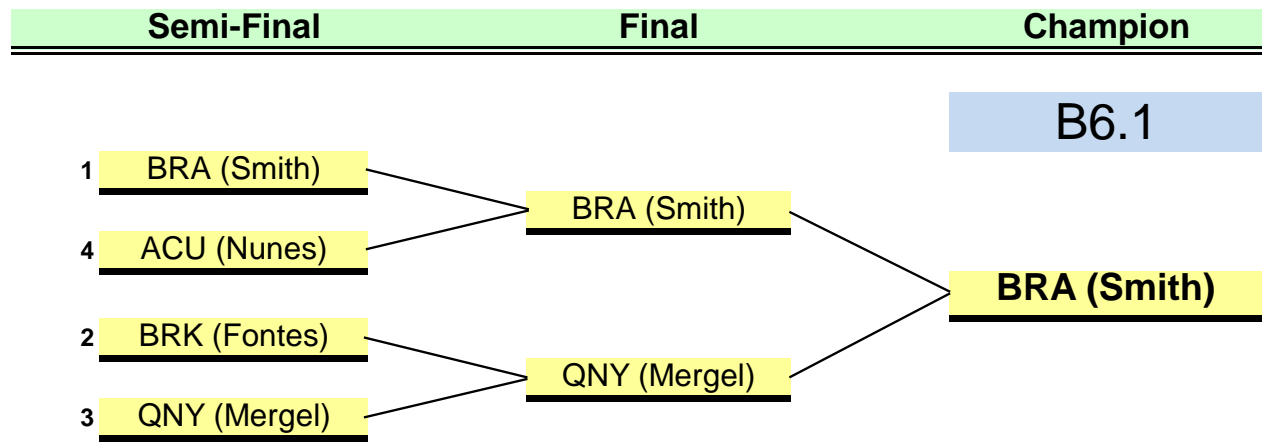 Semi-Final Final Champion
B6.1
1 BRA (Smith)
BRA (Smith)
4 ACU (Nunes)
BRA (Smith)
2 BRK (Fontes)
QNY (Mergel)
3 QNY (Mergel)